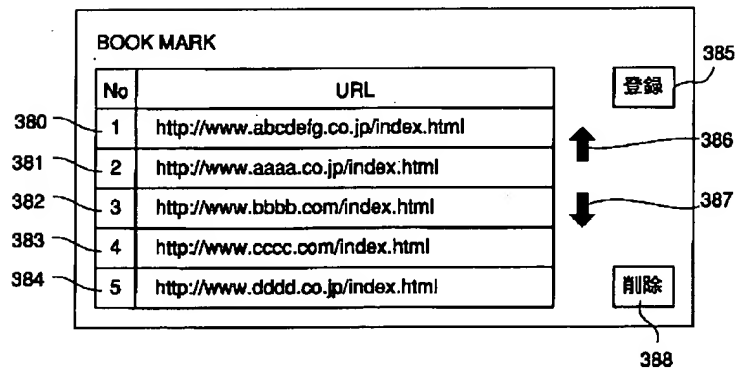 BOOK MARK
385
No URL 登録
380 1 http://www.abcdefg.co.jp/index.html
386
381 2 http://www.aaaa.co.jp/index.html
382 3 http://www.bbbb.com/index.html 387
383 4 http://www.cccc.com/index.html
384 5 http://www.dddd.co.jp/index.html 削除
388